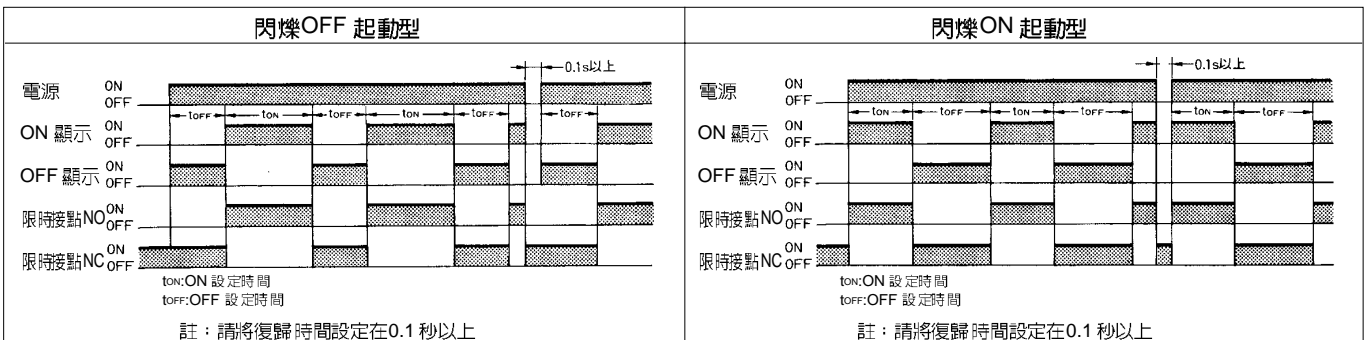 閃爍OFF 起動型
0.1s以上
電源 ON
OFF
tOFF tON tOFF tON tOFF tOFF
ON 顯示 ON
OFF
OFF 顯示 ON
OFF
限時接點NO ON
OFF
限時接點NC ON
OFF
tON:ON 設定時間
tOFF:OFF 設定時間
註：請將復歸時間設定在0.1 秒以上
閃爍ON 起動型
0.1s以上
電源 ON
OFF
tON tOFF tON tOFF tON tOFF
ON 顯示 ON
OFF
OFF 顯示 ON
OFF
限時接點NO ON
OFF
限時接點NC ON
OFF
tON:ON 設定時間
tOFF:OFF 設定時間
註：請將復歸時間設定在0.1 秒以上